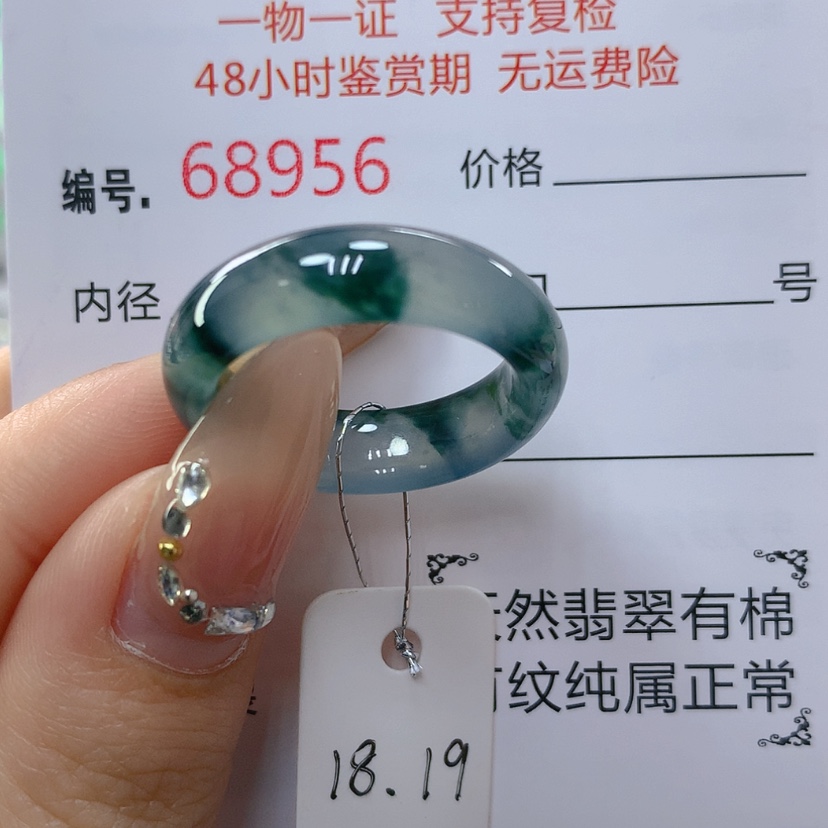 一物一证 支持复检
48小时鉴赏期 无运费险
编号. 68956 价格
内径 号
天然翡翠有棉
有纹纯属正常
18.19